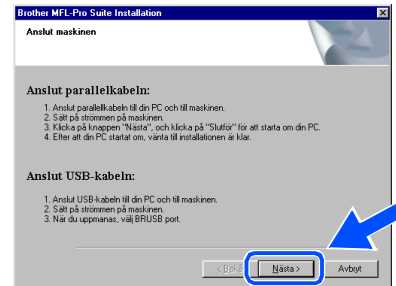 Brother MFL-Pro Suite Installation
Anslut maskinen
Anslut parallelkabeln:
1. Anslut parallellkabeln till din PC och till maskinen.
2. Sätt på strömmen på maskinen.
3. Klicka på knappen "Nästa", och klicka på "Slutför" för att starta om din PC.
4. Efter att din PC startat om, vänta till installationen är klar.
Anslut USB-kabeln:
1. Anslut USB-kabeln till din PC och till maskinen.
2. Sätt på strömmen på maskinen.
3. När du uppmanas, välj BRUSB port.
Nästa > Avbryt